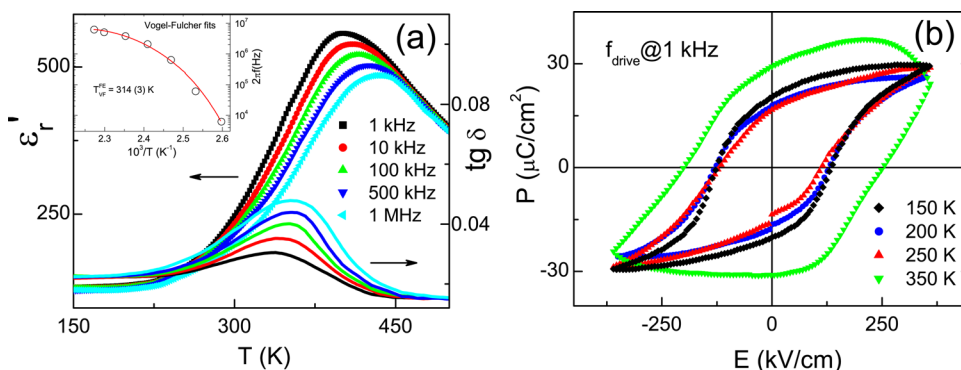 Vogel-Fulcher fits
T_VF^FE = 314 (3) K
10^7
10^6
10^5
10^4
2πf(Hz)
2.3 2.4 2.5 2.6
10^3/T (K^-1)
(a)
500
250
ε_r'
1 kHz
10 kHz
100 kHz
500 kHz
1 MHz
0.08
0.04
tg δ
150 300 450
T (K)
(b)
f_drive@1 kHz
30
0
-30
P (μC/cm^2)
150 K
200 K
250 K
350 K
-250 0 250
E (kV/cm)